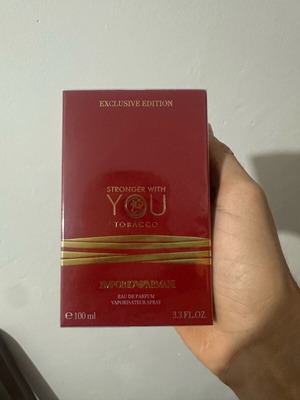 EXCLUSIVE EDITION
STRONGER WITH
YOU
TOBACCO
EMPORIO ARMANI
EAU DE PARFUM
VAPORISATEUR SPRAY
e 100 ml 3.3 FL.OZ